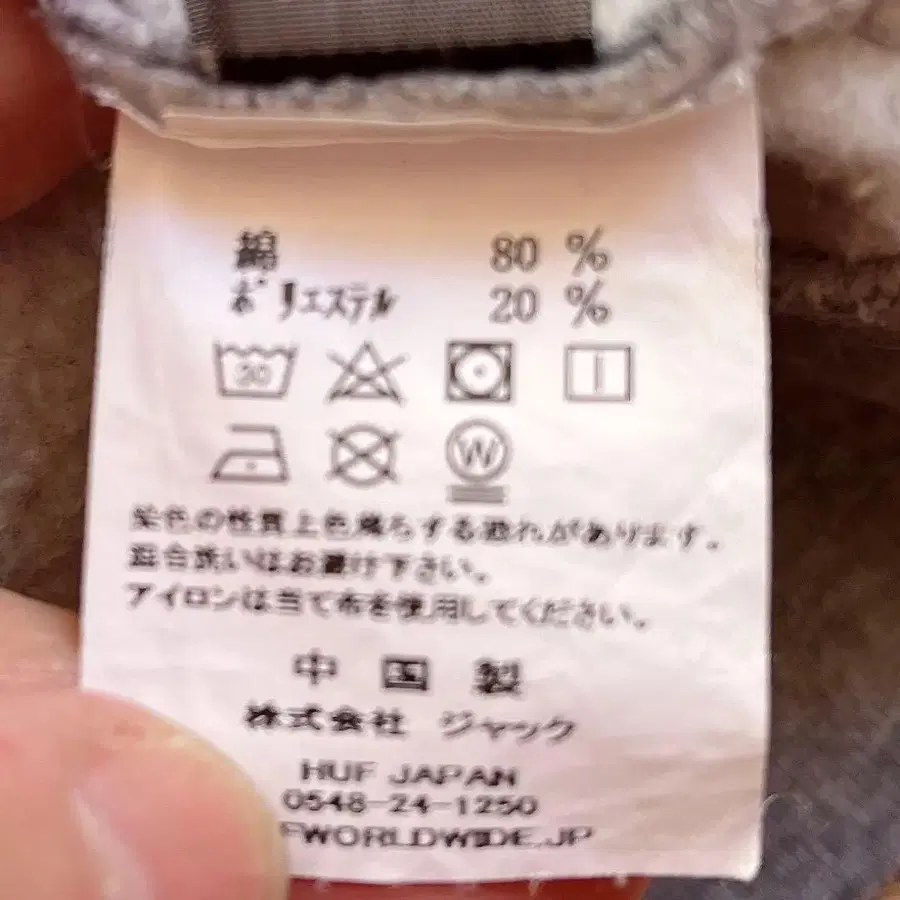 綿 80 %
ポリエステル 20 %
30
W
染色の性質上色落ちする恐れがあります。
混合洗いはお避け下さい。
アイロンは当て布を使用してください。
中国製
株式会社 ジャック
HUF JAPAN
0548-24-1250
FWORLDWIDE.JP